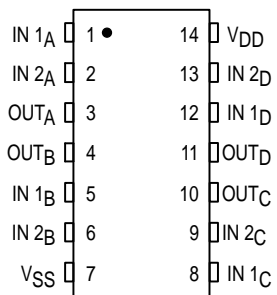 IN 1A 1 14 VDD
IN 2A 2 13 IN 2D
OUTA 3 12 IN 1D
OUTB 4 11 OUTD
IN 1B 5 10 OUTC
IN 2B 6 9 IN 2C
VSS 7 8 IN 1C